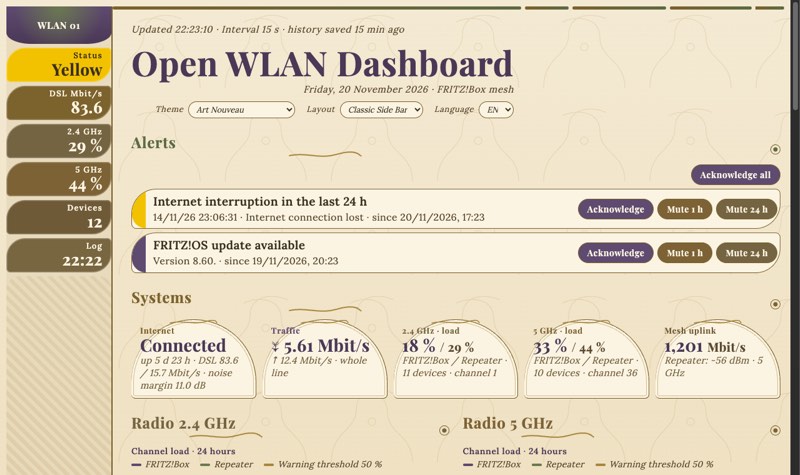 WLAN 01
Status
Yellow
DSL Mbit/s
83.6
2.4 GHz
29 %
5 GHz
44 %
Devices
12
Log
22:22
Updated 22:23:10 · Interval 15 s · history saved 15 min ago
Open WLAN Dashboard
Friday, 20 November 2026 · FRITZ!Box mesh
Theme Art Nouveau Layout Classic Side Bar Language EN
Alerts
Acknowledge all
Internet interruption in the last 24 h
14/11/26 23:06:31 · Internet connection lost · since 20/11/2026, 17:23
Acknowledge Mute 1 h Mute 24 h
FRITZ!OS update available
Version 8.60. · since 19/11/2026, 20:23
Acknowledge Mute 1 h Mute 24 h
Systems
Internet
Connected
up 5 d 23 h · DSL 83.6
/ 15.7 Mbit/s · noise
margin 11.0 dB
Traffic
↓ 5.61 Mbit/s
↑ 12.4 Mbit/s · whole
line
2.4 GHz · load
18 % / 29 %
FRITZ!Box / Repeater ·
11 devices · channel 1
5 GHz · load
33 % / 44 %
FRITZ!Box / Repeater ·
10 devices · channel 36
Mesh uplink
1,201 Mbit/s
Repeater: -56 dBm · 5
GHz
Radio 2.4 GHz
Channel load · 24 hours
FRITZ!Box Repeater Warning threshold 50 %
Radio 5 GHz
Channel load · 24 hours
FRITZ!Box Repeater Warning threshold 50 %